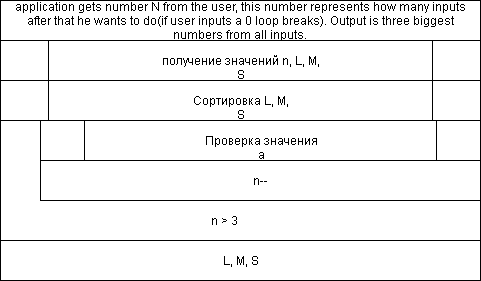 application gets number N from the user, this number represents how many inputs
after that he wants to do(if user inputs a 0 loop breaks). Output is three biggest
numbers from all inputs.
получение значений n, L, M,
S
Сортировка L, M,
S
Проверка значения
a
n--
n > 3
L, M, S